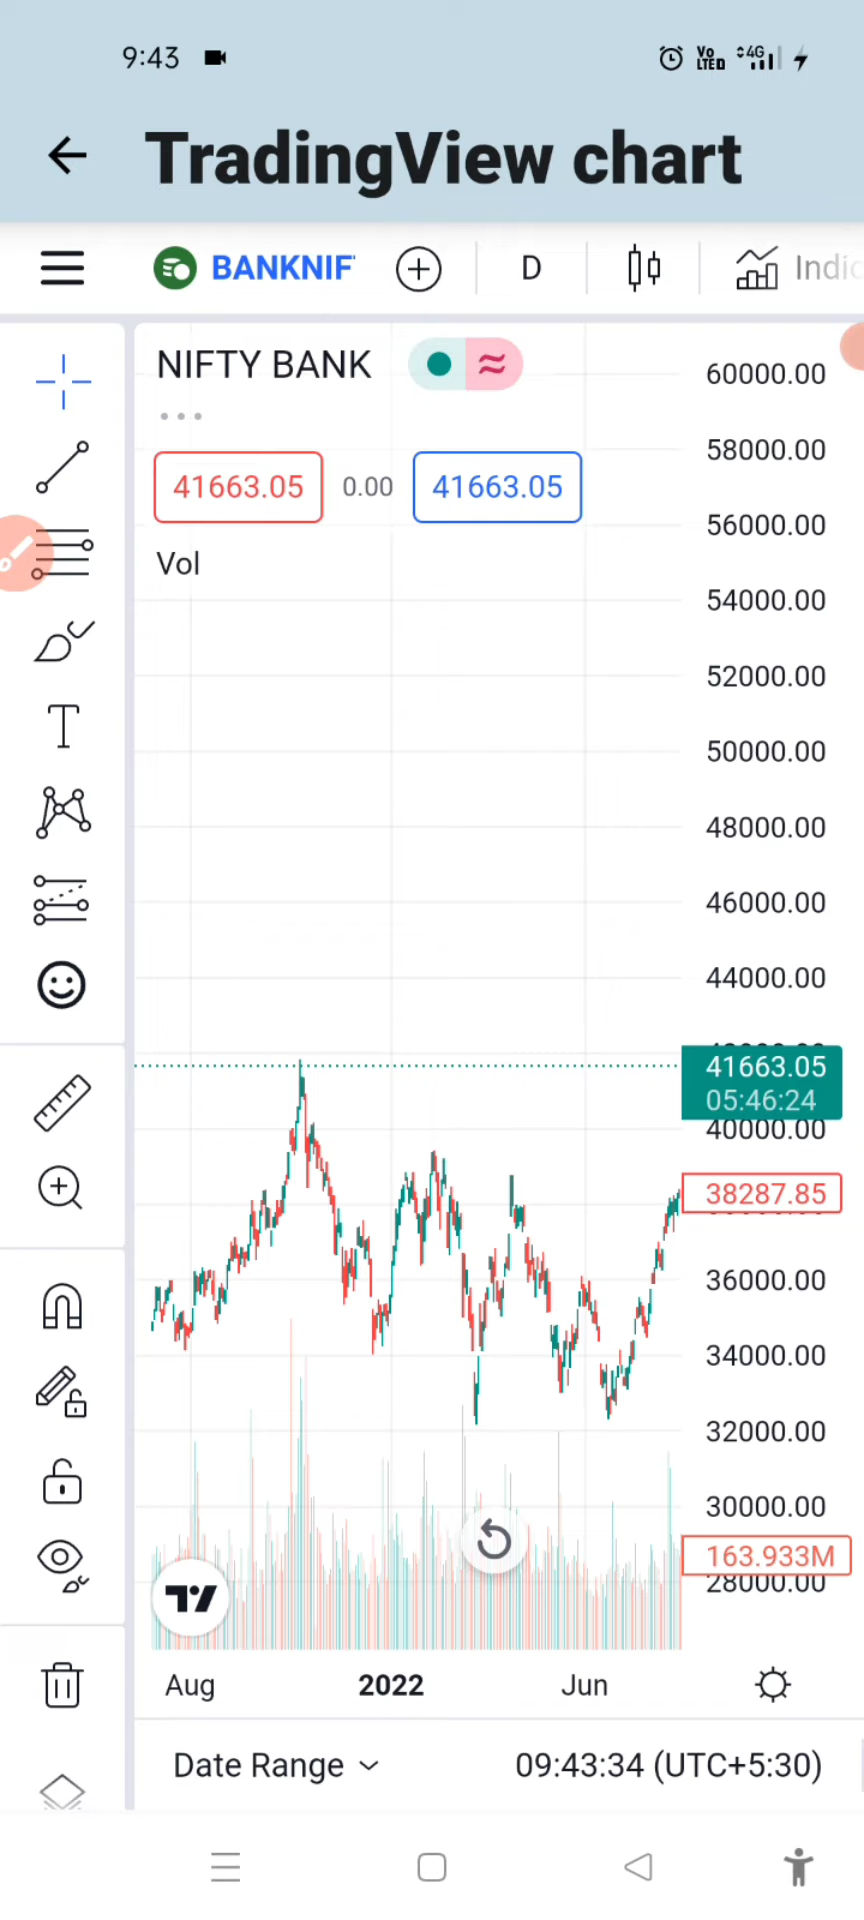 9:43 Vo LTED 4G
TradingView chart
BANKNIF D Indic
NIFTY BANK
41663.05 0.00 41663.05
Vol
60000.00
58000.00
56000.00
54000.00
52000.00
50000.00
48000.00
46000.00
44000.00
41663.05
05:46:24
40000.00
38287.85
36000.00
34000.00
32000.00
30000.00
163.933M
28000.00
Aug 2022 Jun
Date Range 09:43:34 (UTC+5:30)